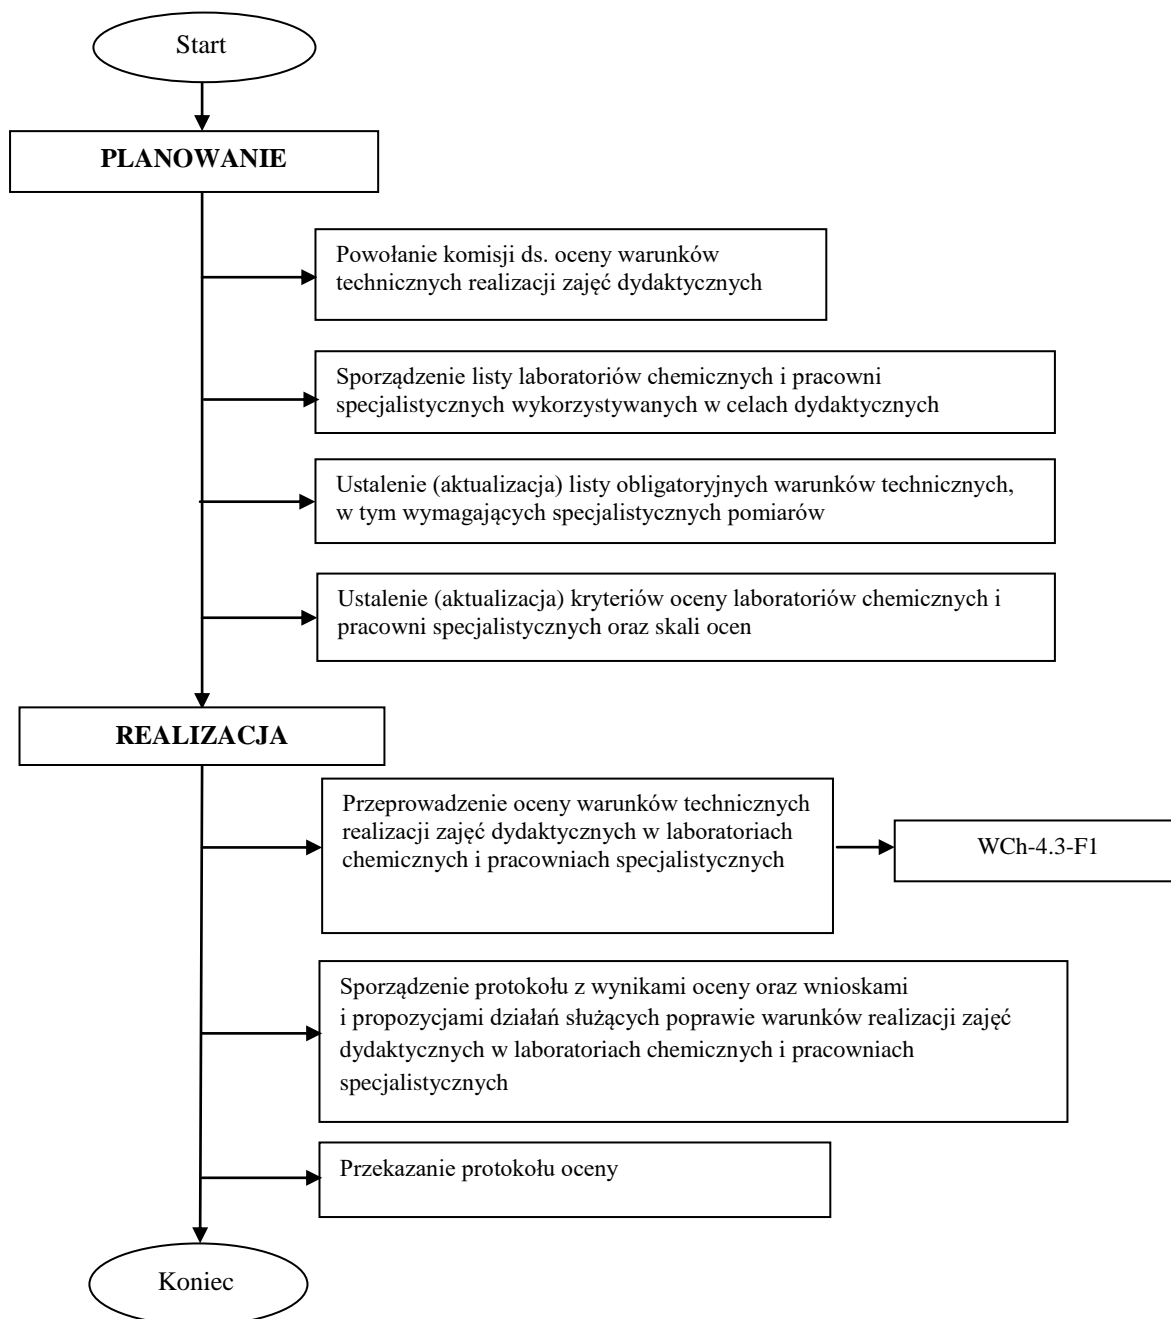 Start
PLANOWANIE
Powołanie komisji ds. oceny warunków
technicznych realizacji zajęć dydaktycznych
Sporządzenie listy laboratoriów chemicznych i pracowni
specjalistycznych wykorzystywanych w celach dydaktycznych
Ustalenie (aktualizacja) listy obligatoryjnych warunków technicznych,
w tym wymagających specjalistycznych pomiarów
Ustalenie (aktualizacja) kryteriów oceny laboratoriów chemicznych i
pracowni specjalistycznych oraz skali ocen
REALIZACJA
Przeprowadzenie oceny warunków technicznych
realizacji zajęć dydaktycznych w laboratoriach
chemicznych i pracowniach specjalistycznych
WCh-4.3-F1
Sporządzenie protokołu z wynikami oceny oraz wnioskami
i propozycjami działań służących poprawie warunków realizacji zajęć
dydaktycznych w laboratoriach chemicznych i pracowniach
specjalistycznych
Przekazanie protokołu oceny
Koniec